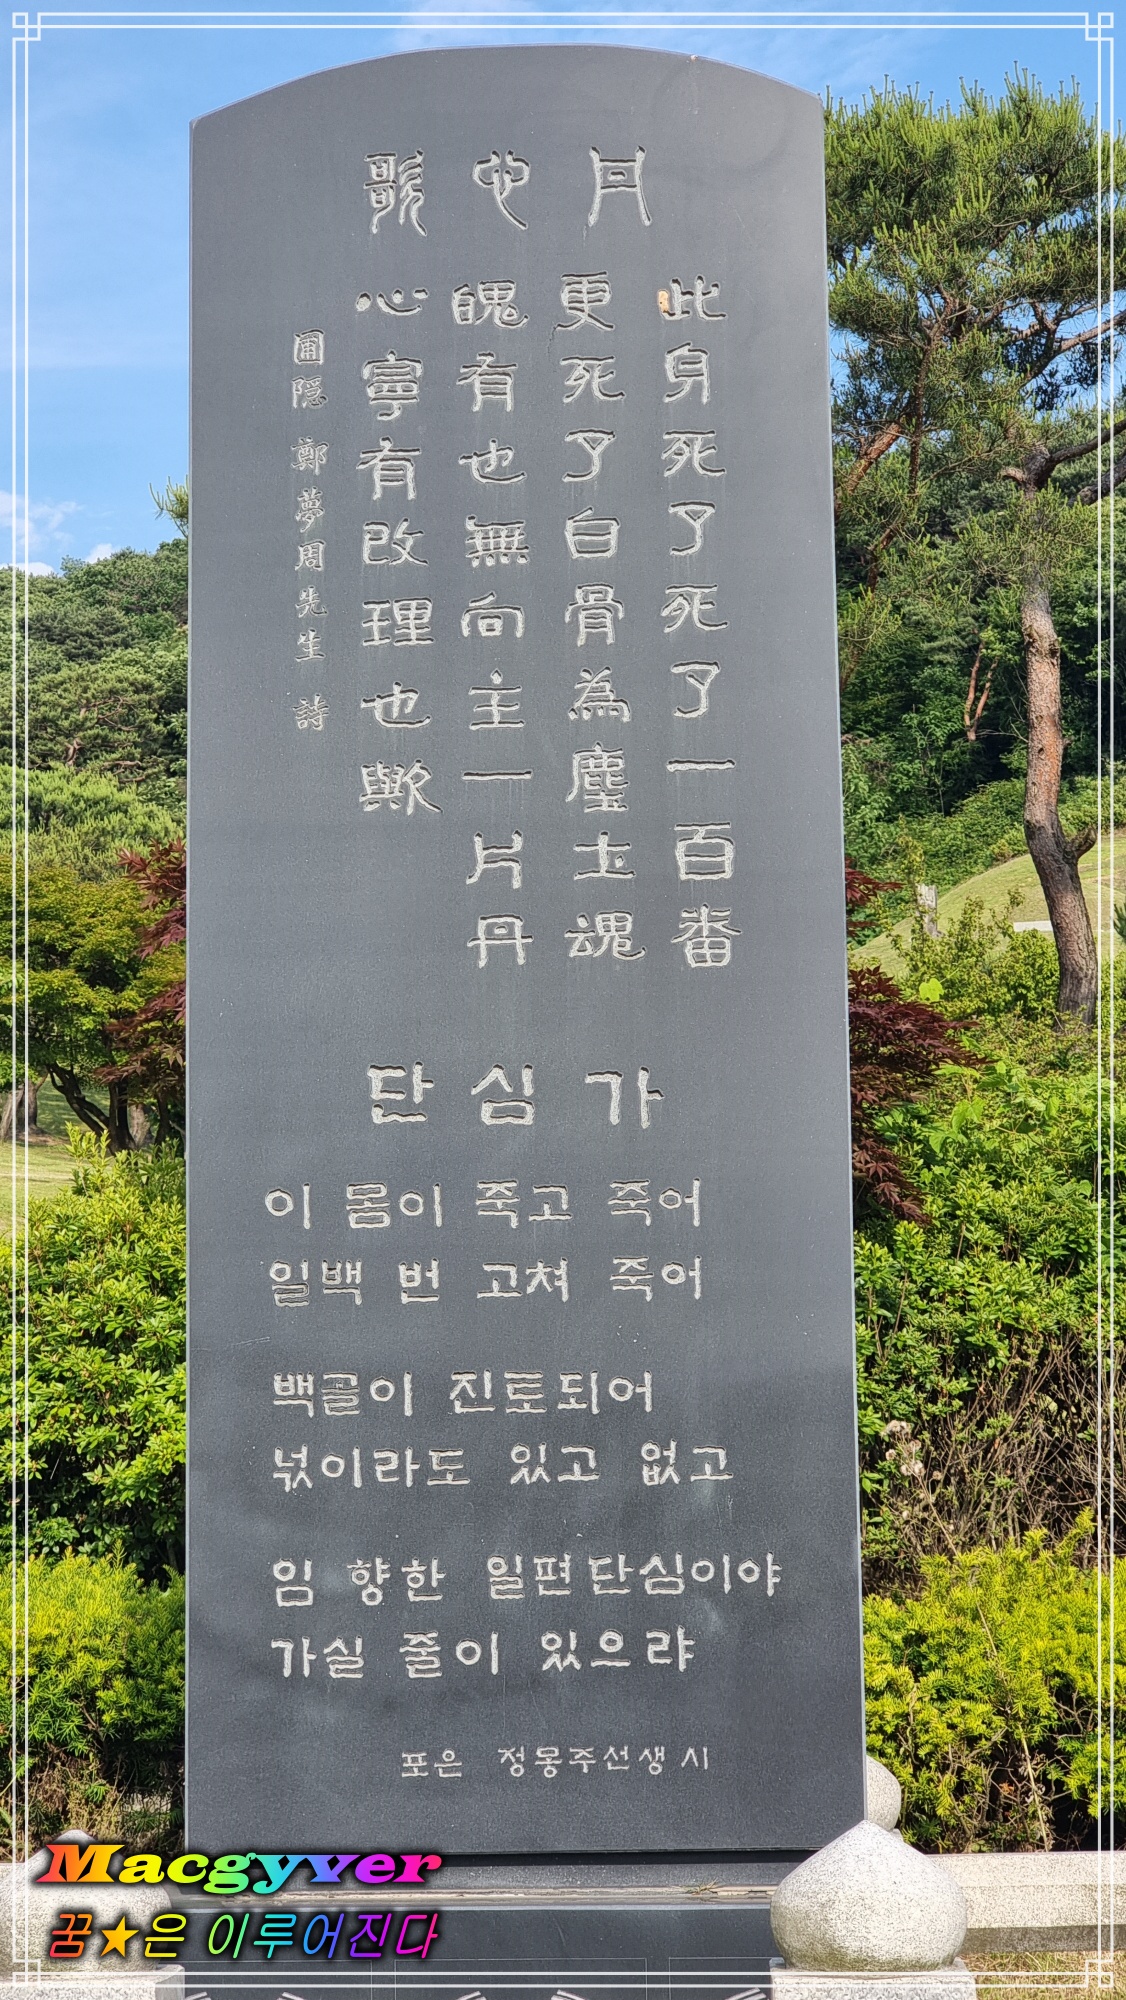 丹心歌
此身死了死了一百番
更死了白骨為塵土魂
魄有也無向主一片丹
心寧有改理也歟
圃隠 鄭夢周先生 詩
단심가
이 몸이 죽고 죽어
일백 번 고쳐 죽어
백골이 진토되어
넋이라도 있고 없고
임 향한 일편단심이야
가실 줄이 있으랴
포은 정몽주선생 시
Macgyver
꿈★은 이루어진다